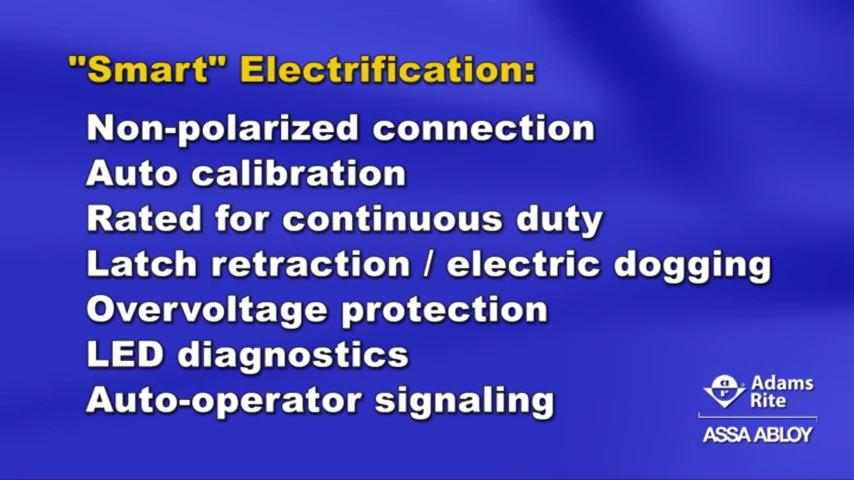 "Smart" Electrification:
Non-polarized connection
Auto calibration
Rated for continuous duty
Latch retraction / electric dogging
Overvoltage protection
LED diagnostics
Auto-operator signaling
ar
Adams
Rite
ASSA ABLOY